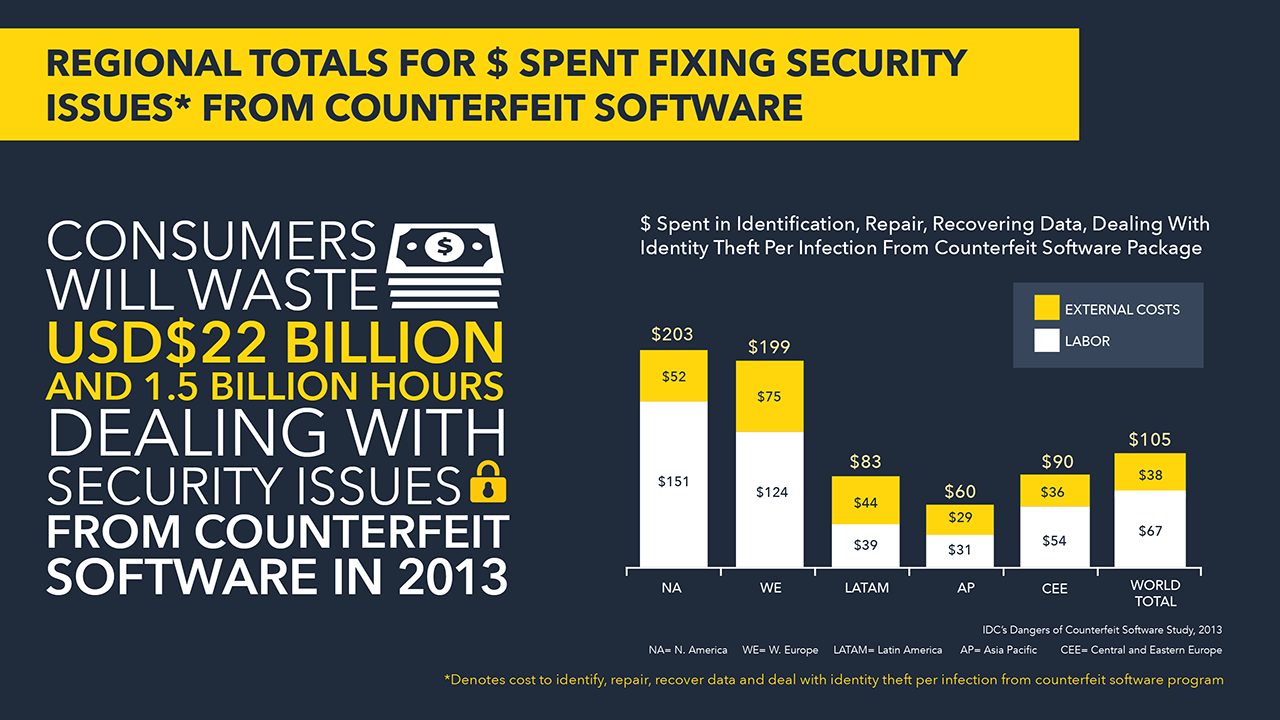 REGIONAL TOTALS FOR $ SPENT FIXING SECURITY
ISSUES* FROM COUNTERFEIT SOFTWARE
CONSUMERS
WILL WASTE
$
USD$22 BILLION
AND 1.5 BILLION HOURS
DEALING WITH
SECURITY ISSUES
FROM COUNTERFEIT
SOFTWARE IN 2013
$ Spent in Identification, Repair, Recovering Data, Dealing With
Identity Theft Per Infection From Counterfeit Software Package
EXTERNAL COSTS
LABOR
$203
$52
$151
$199
$75
$124
$83
$44
$39
$60
$29
$31
$90
$36
$54
$105
$38
$67
NA WE LATAM AP CEE WORLD
TOTAL
IDC's Dangers of Counterfeit Software Study, 2013
NA= N. America WE= W. Europe LATAM= Latin America AP= Asia Pacific CEE= Central and Eastern Europe
*Denotes cost to identify, repair, recover data and deal with identity theft per infection from counterfeit software program